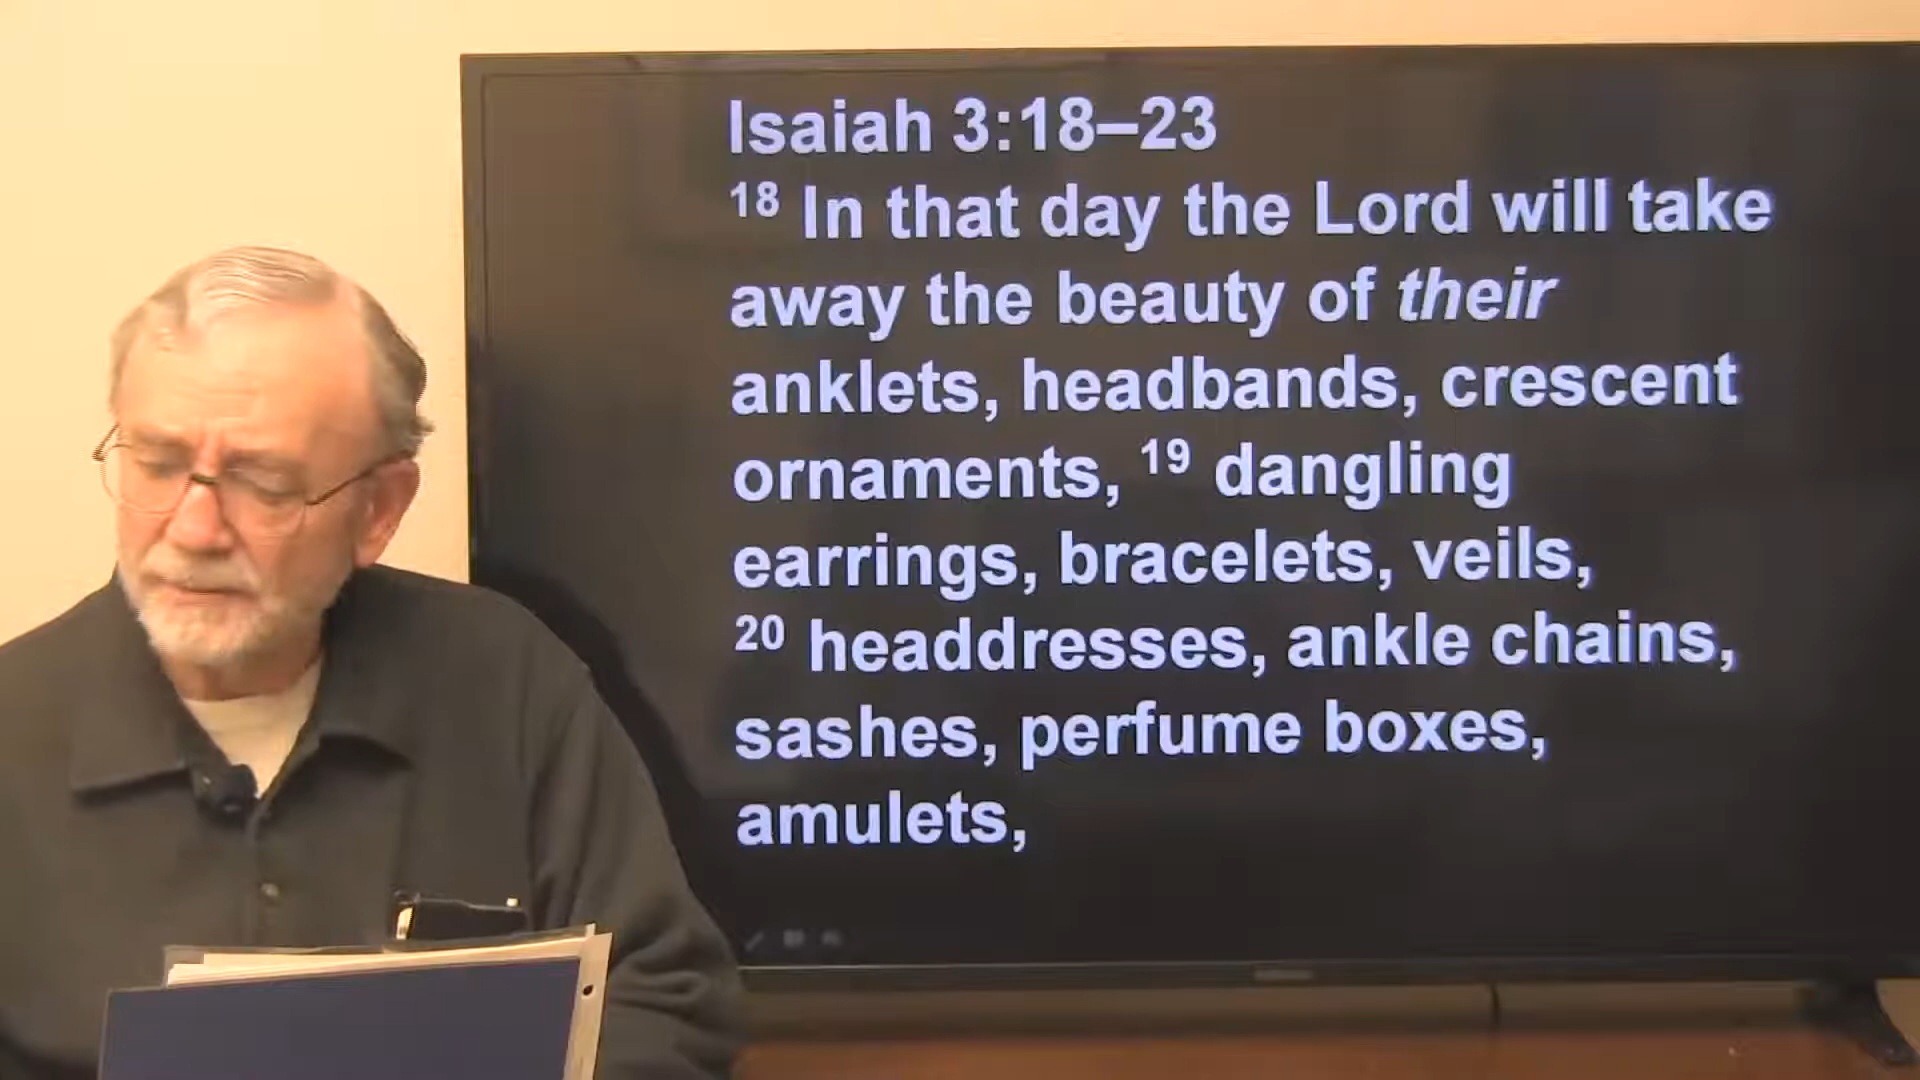 Isaiah 3:18–23
18 In that day the Lord will take
away the beauty of their
anklets, headbands, crescent
ornaments, 19 dangling
earrings, bracelets, veils,
20 headdresses, ankle chains,
sashes, perfume boxes,
amulets,